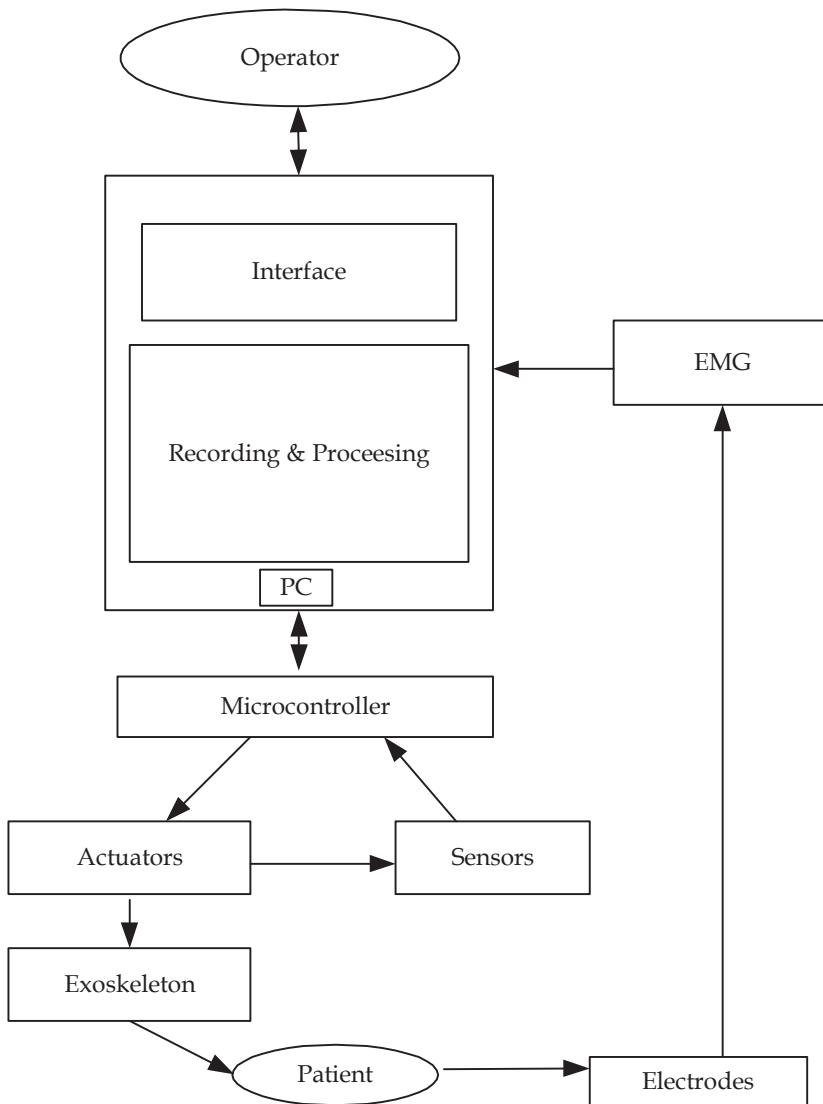 Operator
Interface
EMG
Recording & Proceesing
PC
Microcontroller
Actuators
Sensors
Exoskeleton
Patient
Electrodes